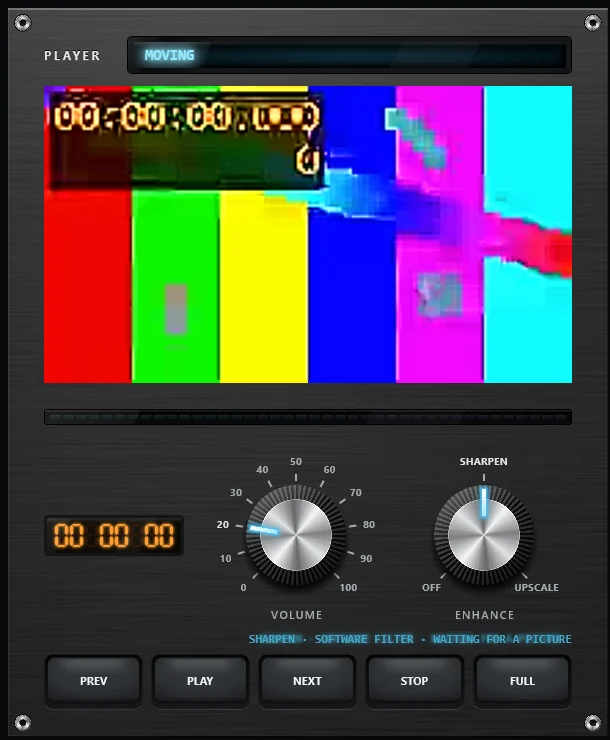 PLAYER
MOVING
50
40 60
30 70
20 80
10 90
0 100
VOLUME
SHARPEN
OFF UPSCALE
ENHANCE
00 00 00
SHARPEN · SOFTWARE FILTER · WAITING FOR A PICTURE
PREV PLAY NEXT STOP FULL